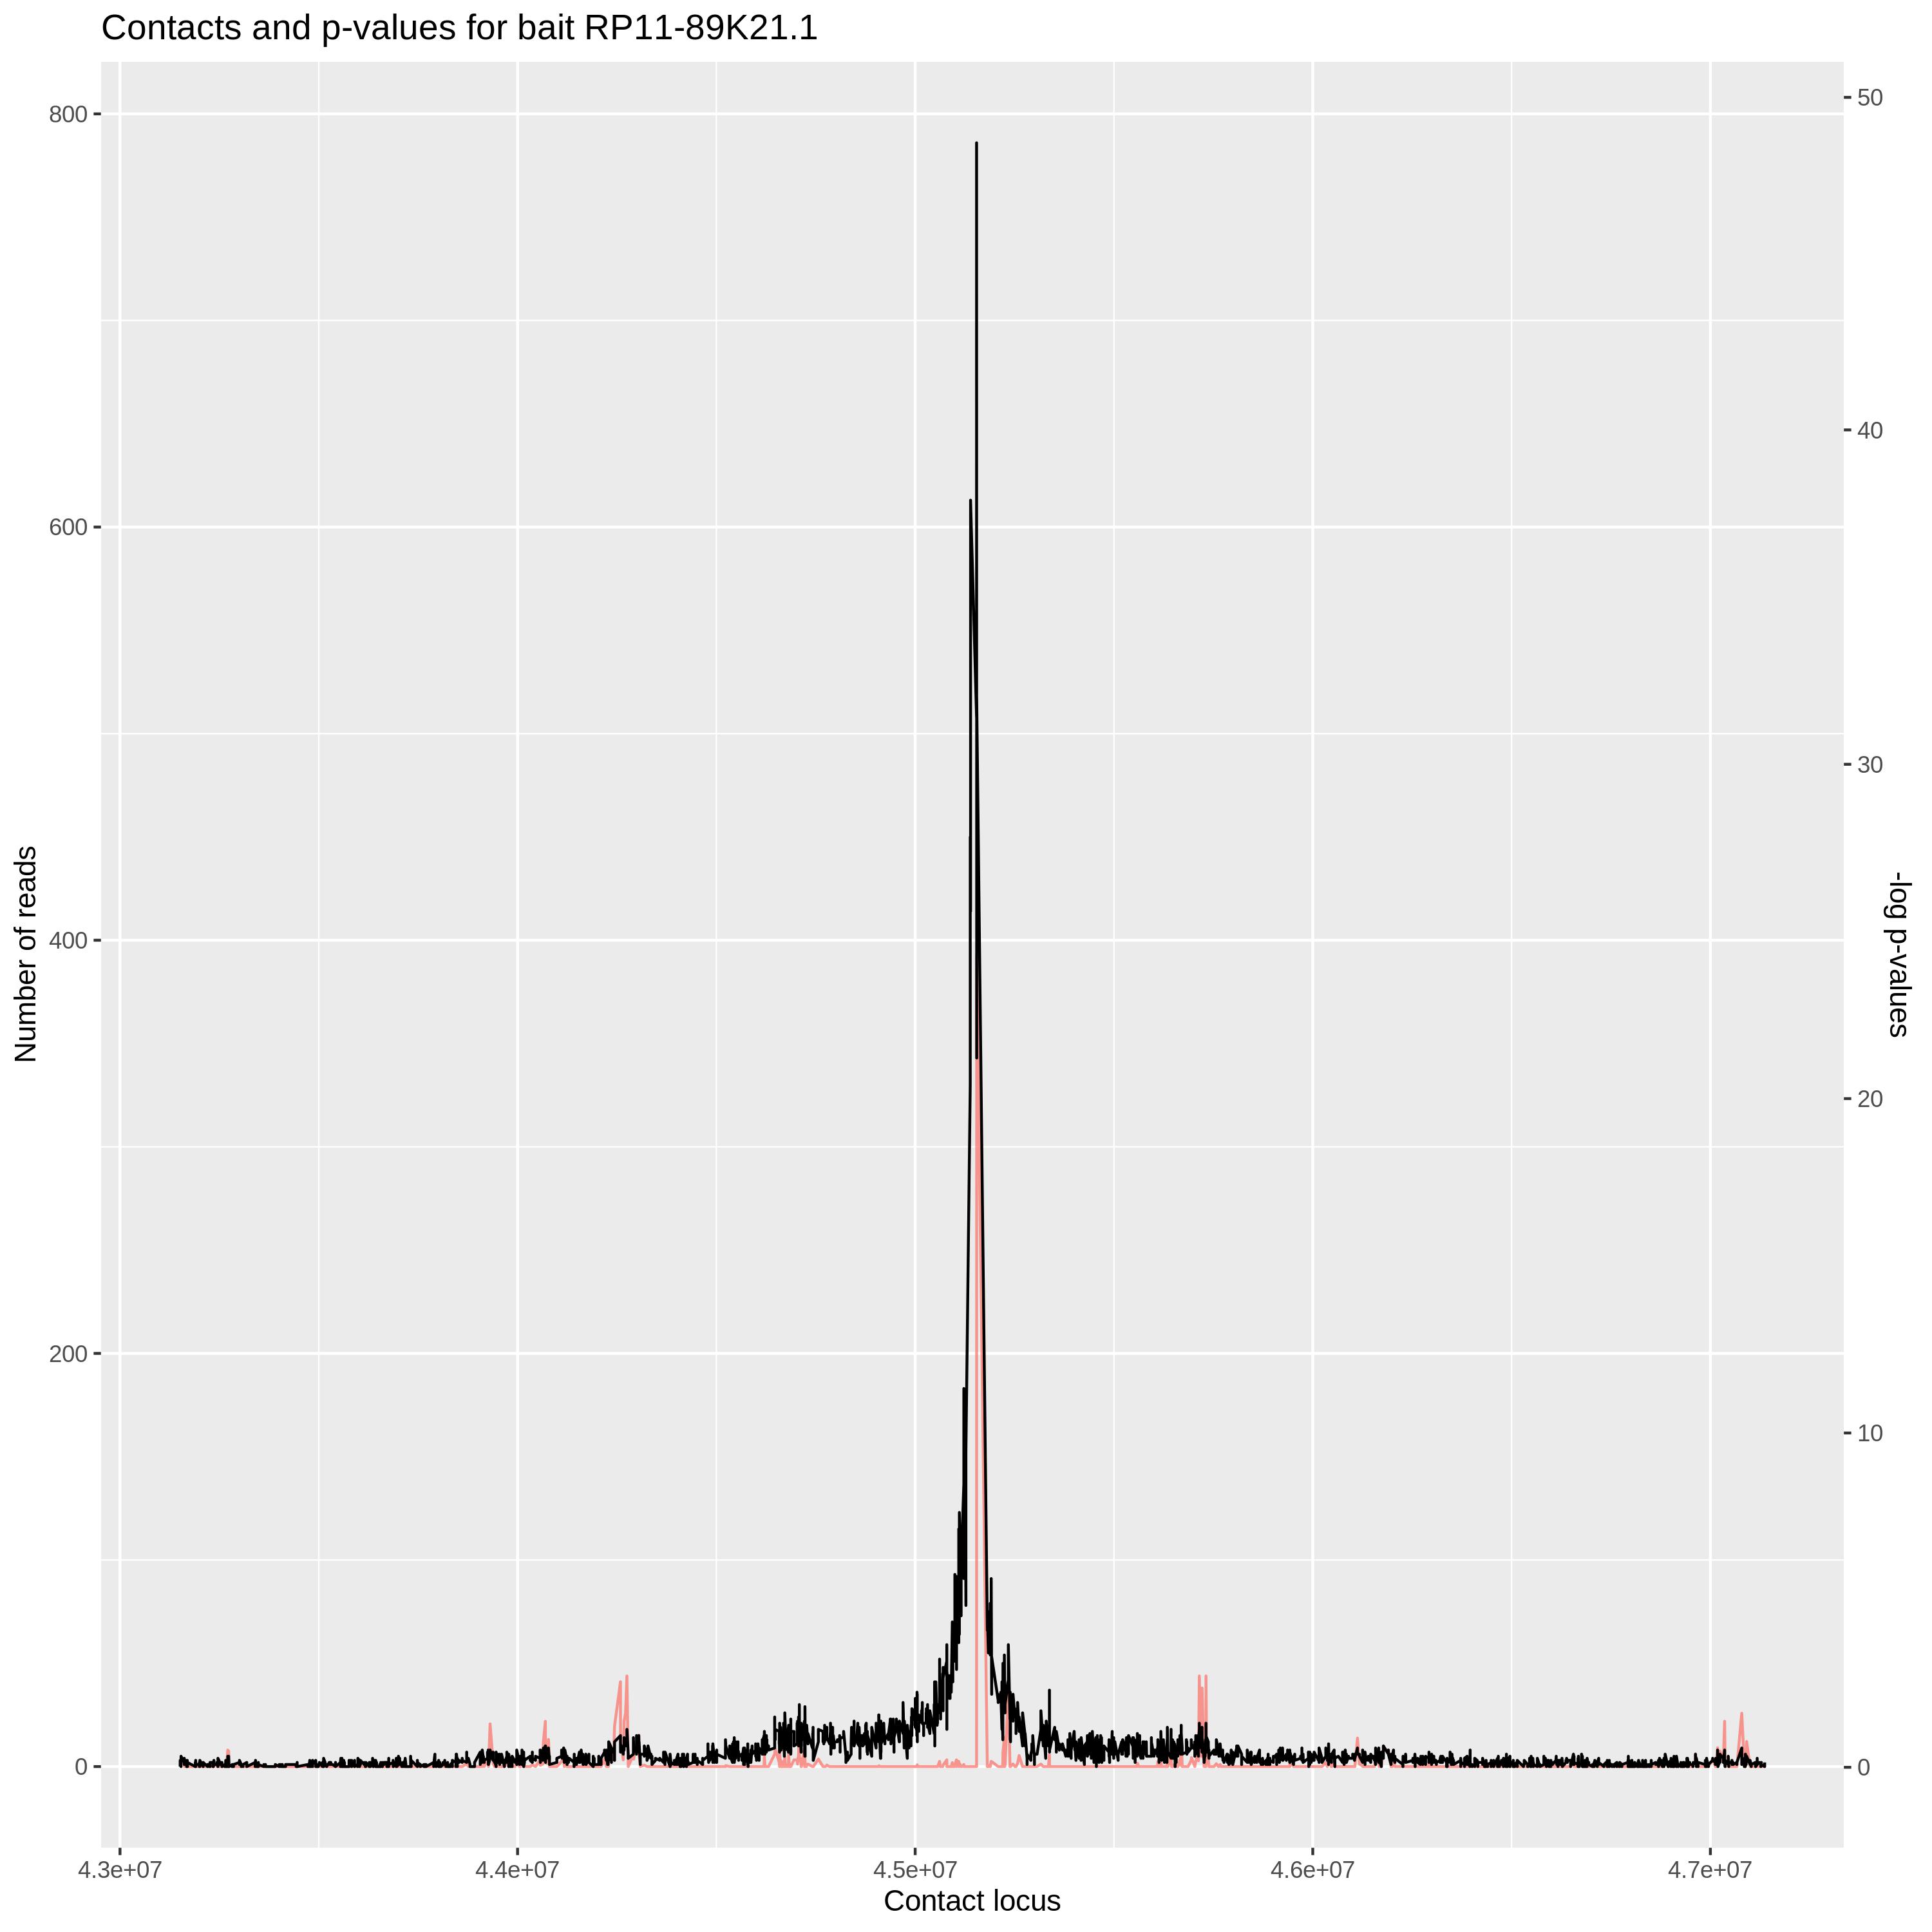 Contacts and p-values for bait RP11-89K21.1
800
600
400
200
0
Number of reads
50
40
30
20
10
0
-log p-values
4.3e+07
4.4e+07
4.5e+07
4.6e+07
4.7e+07
Contact locus